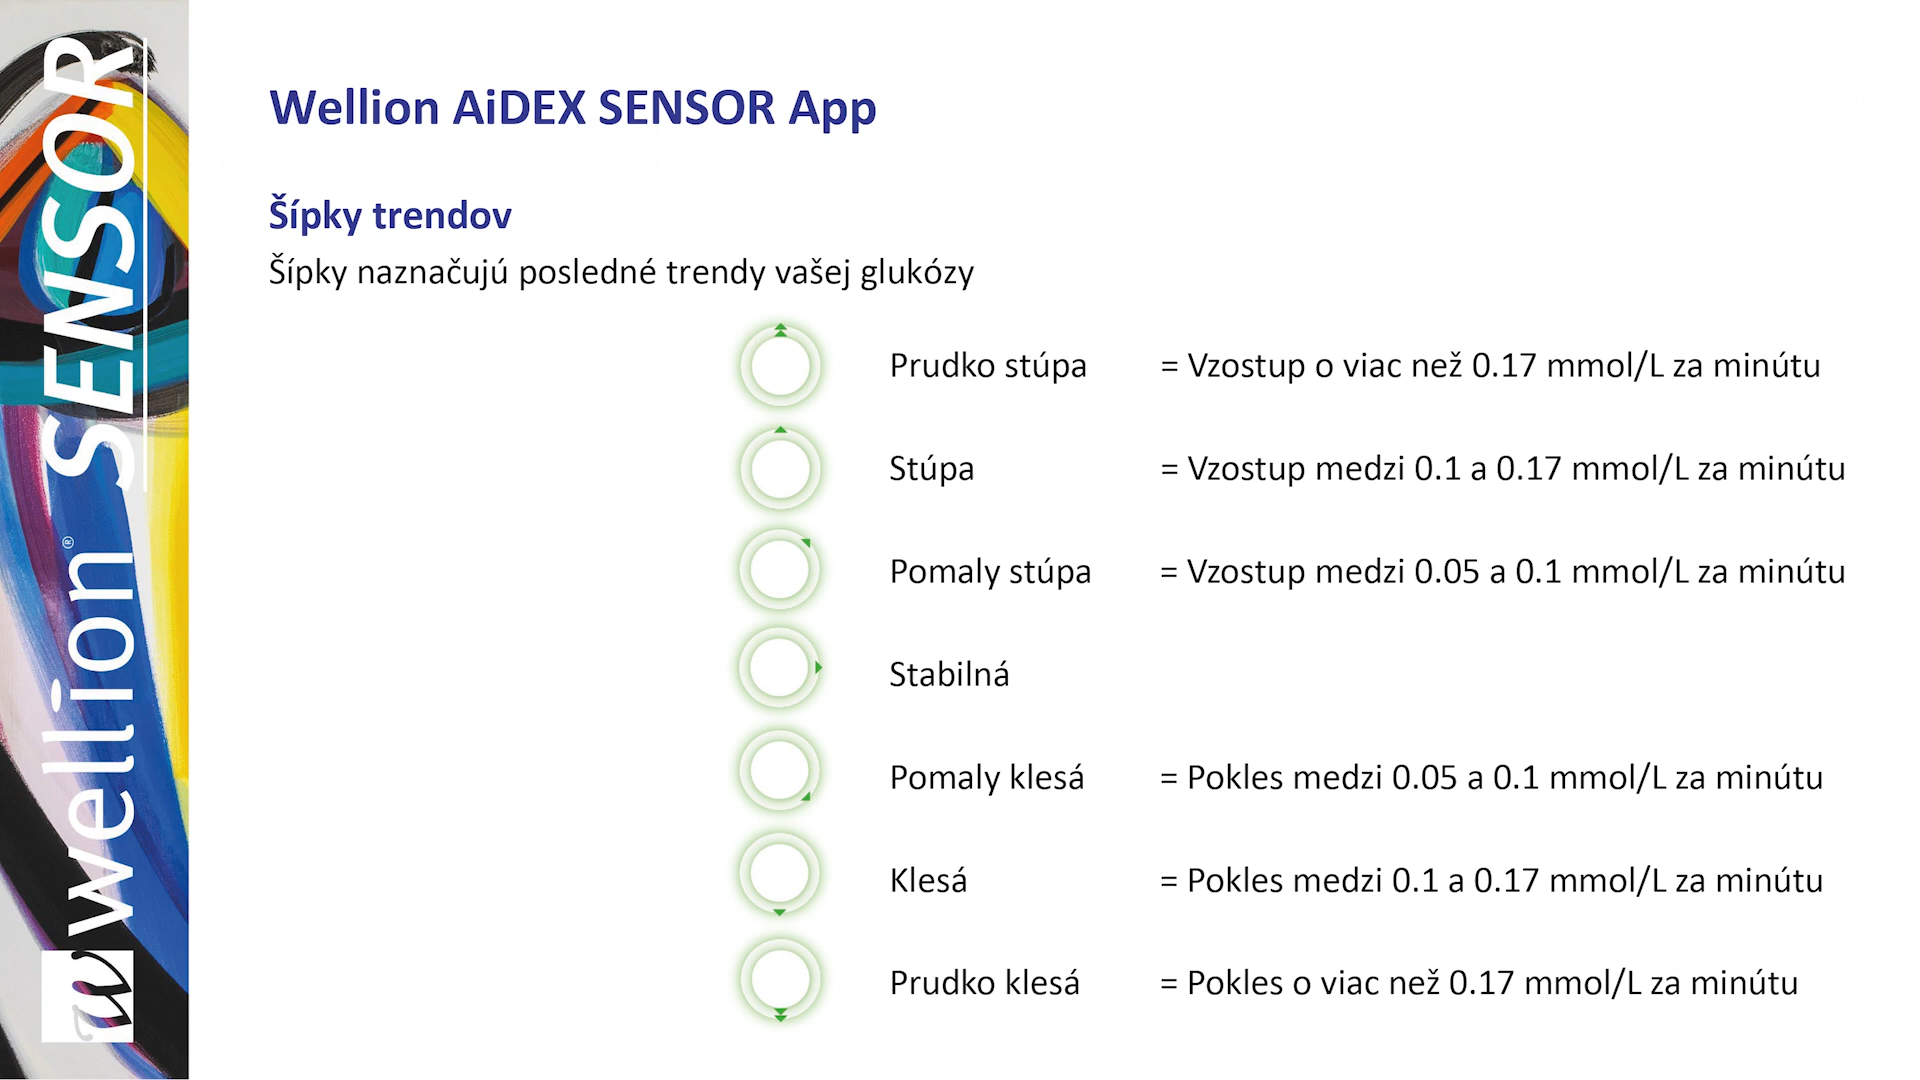 wellion® SENSOR
Wellion AiDEX SENSOR App
Šípky trendov
Šípky naznačujú posledné trendy vašej glukózy
Prudko stúpa = Vzostup o viac než 0.17 mmol/L za minútu
Stúpa = Vzostup medzi 0.1 a 0.17 mmol/L za minútu
Pomaly stúpa = Vzostup medzi 0.05 a 0.1 mmol/L za minútu
Stabilná
Pomaly klesá = Pokles medzi 0.05 a 0.1 mmol/L za minútu
Klesá = Pokles medzi 0.1 a 0.17 mmol/L za minútu
Prudko klesá = Pokles o viac než 0.17 mmol/L za minútu